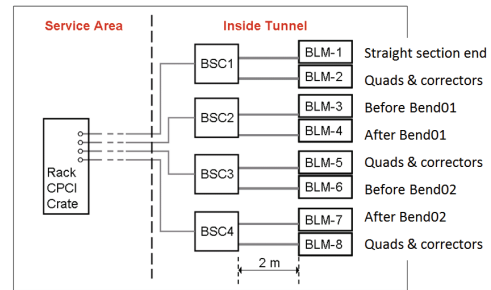 Service Area
Inside Tunnel
BSC1
BLM-1 Straight section end
BLM-2 Quads & correctors
BSC2
BLM-3 Before Bend01
BLM-4 After Bend01
Rack
CPCI
Crate
BSC3
BLM-5 Quads & correctors
BLM-6 Before Bend02
BSC4
BLM-7 After Bend02
BLM-8 Quads & correctors
2 m